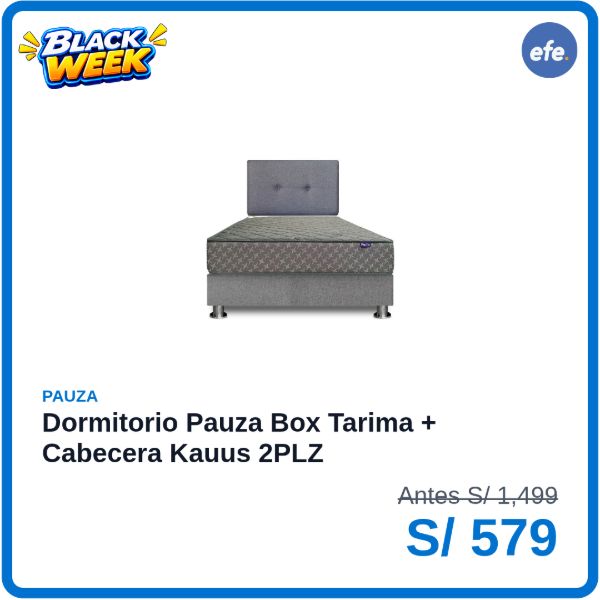 BLACK
WEEK
efe.
PAUZA
Dormitorio Pauza Box Tarima +
Cabecera Kauus 2PLZ
Antes S/ 1,499
S/ 579